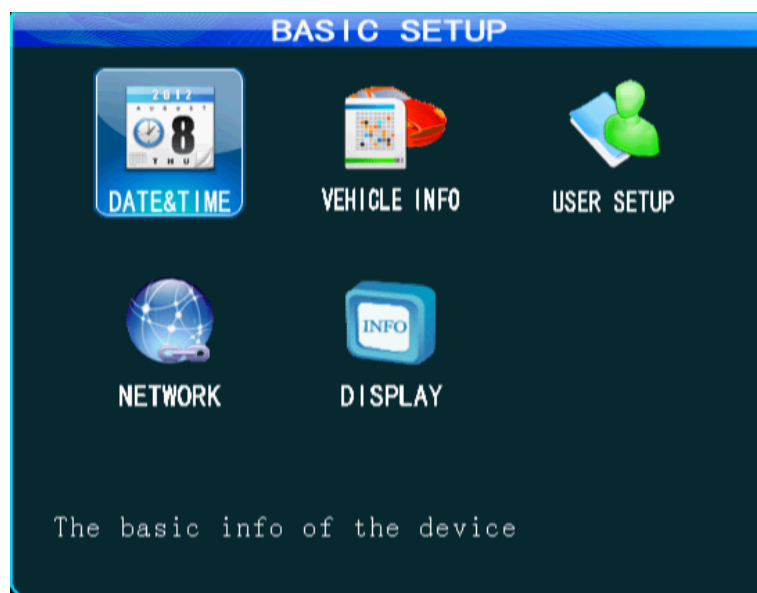 BASIC SETUP
2012
AUGUST
8
THU
DATE&TIME
VEHICLE INFO
USER SETUP
INFO
NETWORK
DISPLAY
The basic info of the device